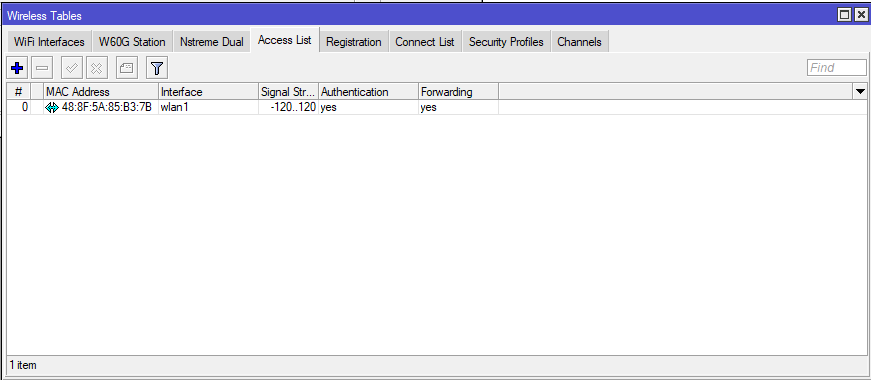 Wireless Tables
WiFi Interfaces W60G Station Nstreme Dual Access List Registration Connect List Security Profiles Channels
Find
# MAC Address Interface Signal Str... Authentication Forwarding
0 48:8F:5A:85:B3:7B wlan1 -120..120 yes yes
1 item